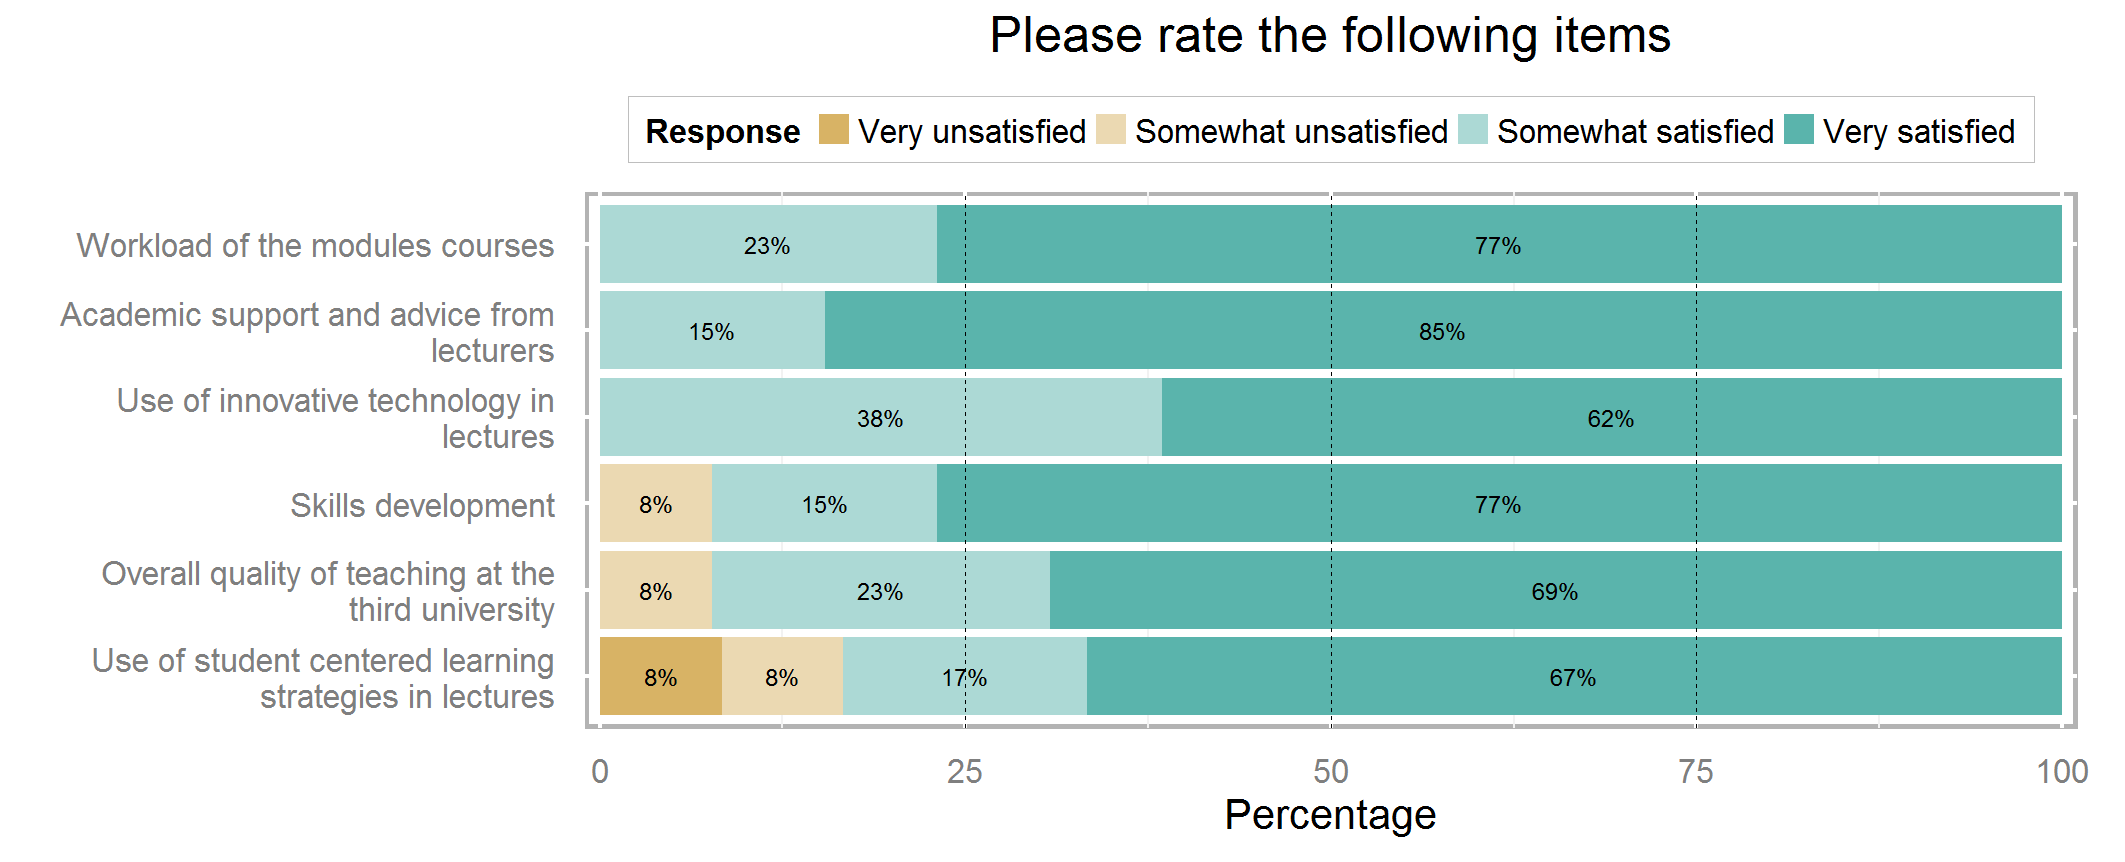 Please rate the following items
Response Very unsatisfied Somewhat unsatisfied Somewhat satisfied Very satisfied
Workload of the modules courses
23% 77%
Academic support and advice from
lecturers
15% 85%
Use of innovative technology in
lectures
38% 62%
Skills development
8% 15% 77%
Overall quality of teaching at the
third university
8% 23% 69%
Use of student centered learning
strategies in lectures
8% 8% 17% 67%
0 25 50 75 100
Percentage